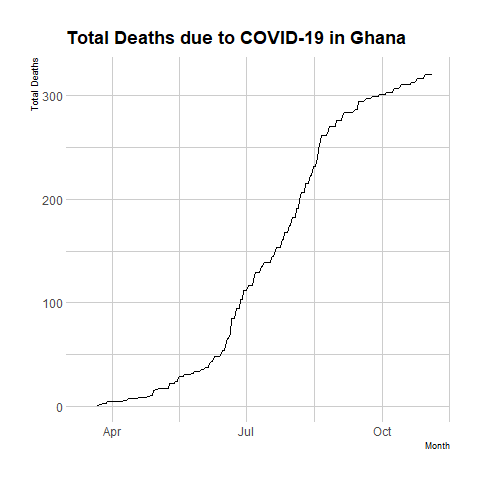 Total Deaths due to COVID-19 in Ghana
Total Deaths
300
200
100
0
Apr Jul Oct
Month